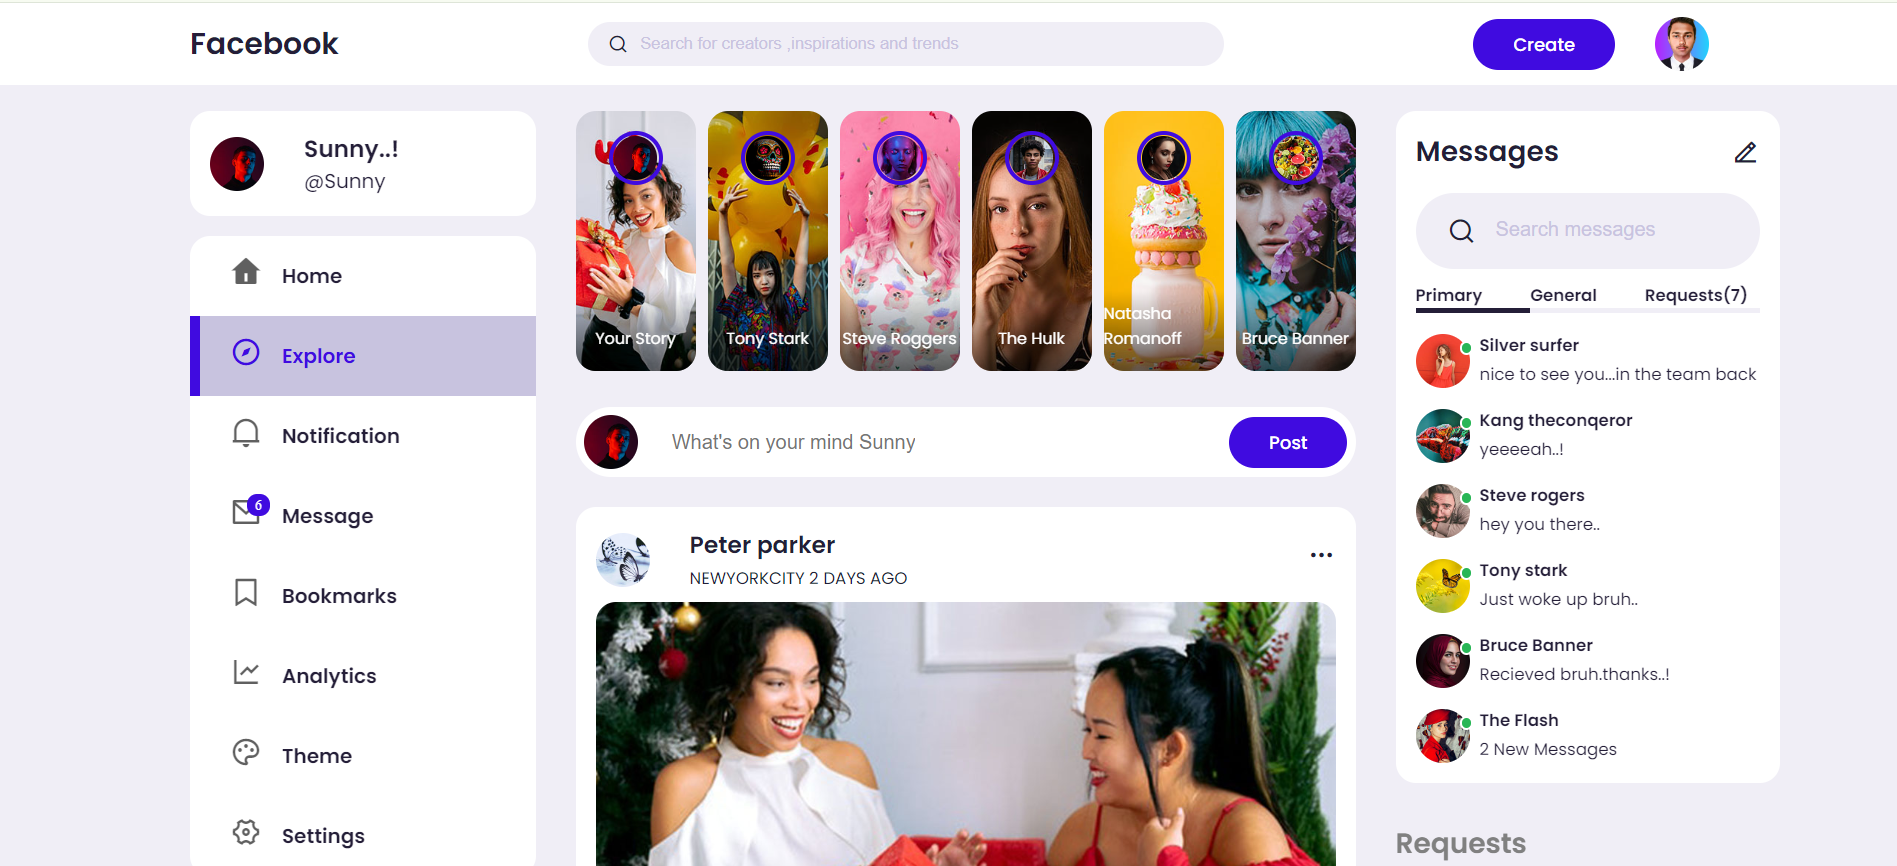 Facebook
Search for creators ,inspirations and trends
Create
Sunny..!
@Sunny
Home
Explore
Notification
6
Message
Bookmarks
Analytics
Theme
Settings
Your Story
Tony Stark
Steve Roggers
The Hulk
Natasha
Romanoff
Bruce Banner
What's on your mind Sunny
Post
Peter parker
NEWYORKCITY 2 DAYS AGO
Messages
Search messages
Primary General Requests(7)
Silver surfer
nice to see you...in the team back
Kang theconqeror
yeeeeah..!
Steve rogers
hey you there..
Tony stark
Just woke up bruh..
Bruce Banner
Recieved bruh.thanks..!
The Flash
2 New Messages
Requests